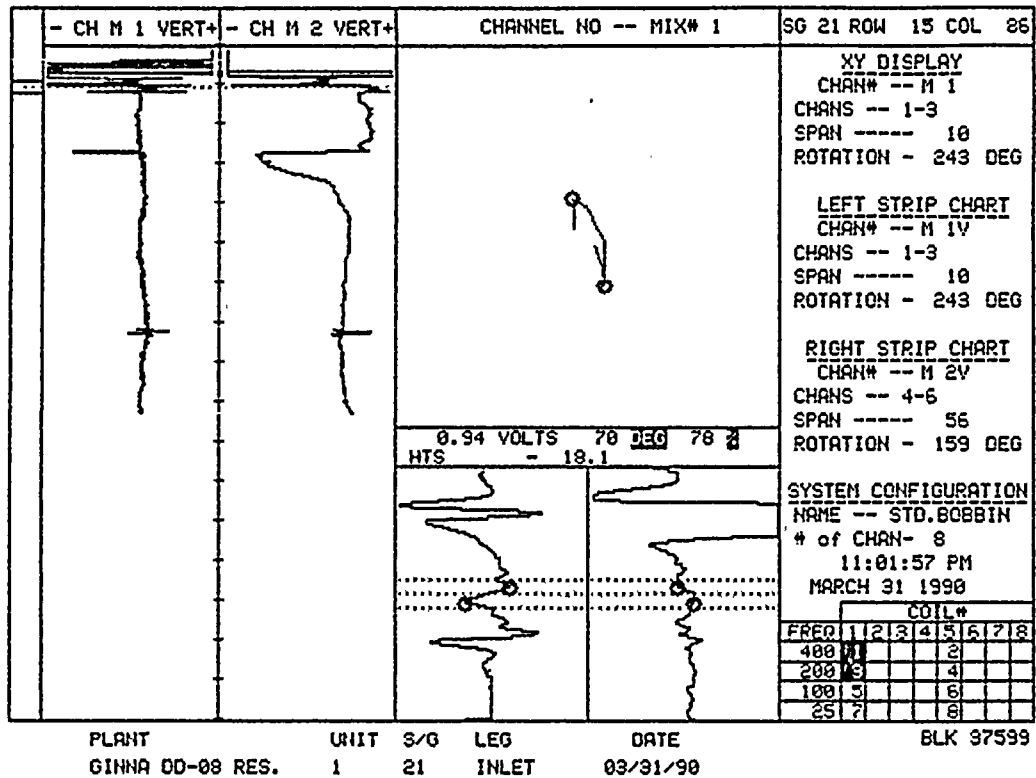 - CH M 1 VERT+
- CH M 2 VERT+
CHANNEL NO -- MIX# 1
SG 21 ROW 15 COL 86
XY DISPLAY
CHAN# -- M 1
CHANS -- 1-3
SPAN ----- 10
ROTATION - 243 DEG
LEFT STRIP CHART
CHAN# -- M 1V
CHANS -- 1-3
SPAN ----- 10
ROTATION - 243 DEG
RIGHT STRIP CHART
CHAN# -- M 2V
CHANS -- 4-6
SPAN ----- 56
ROTATION - 159 DEG
0.94 VOLTS 70 DEG 78
HTS - 18.1
SYSTEM CONFIGURATION
NAME -- STD.BOBBIN
# of CHAN- 8
11:01:57 PM
MARCH 31 1990
COIL#
FREQ 1 2 3 4 5 6 7 8
400 1 2
200 3 4
100 5 6
25 7 8
PLANT UNIT S/G LEG DATE BLK 37599
GINNA DD-08 RES. 1 21 INLET 03/31/90